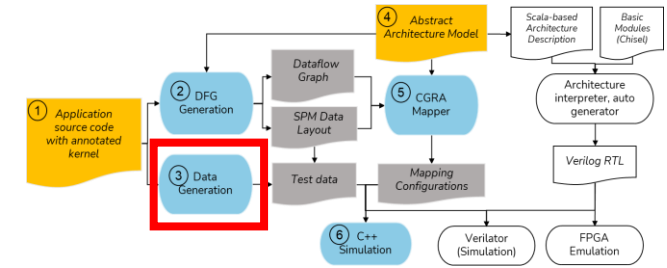 4 Abstract
Architecture Model
Scala-based
Architecture
Description
Basic
Modules
(Chisel)
Dataflow
Graph
2 DFG
Generation
5 CGRA
Mapper
Architecture
interpreter, auto
generator
1 Application
source code
with annotated
kernel
SPM Data
Layout
3 Data
Generation
Test data
Mapping
Configurations
Verilog RTL
6 C++
Simulation
Verilator
(Simulation)
FPGA
Emulation